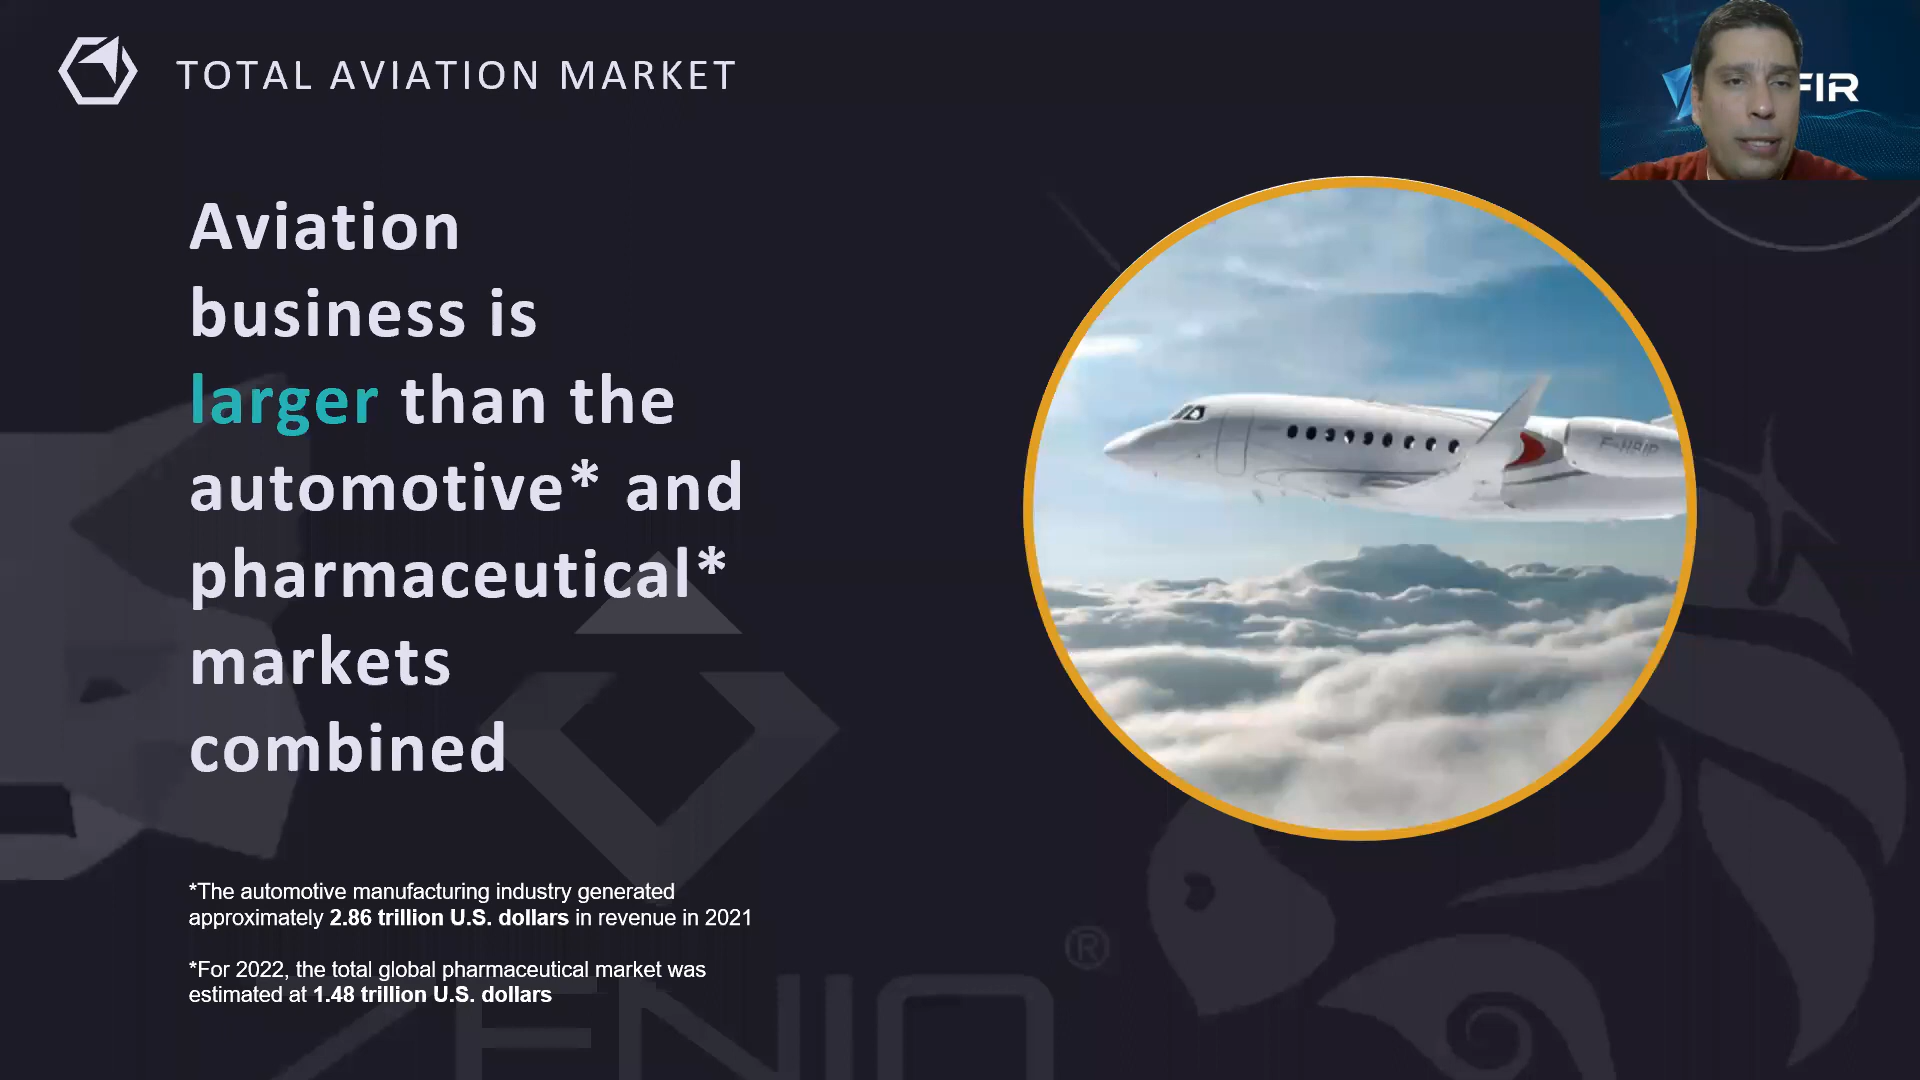 TOTAL AVIATION MARKET
FIR
Aviation
business is
larger than the
automotive* and
pharmaceutical*
markets
combined
*The automotive manufacturing industry generated
approximately 2.86 trillion U.S. dollars in revenue in 2021
*For 2022, the total global pharmaceutical market was
estimated at 1.48 trillion U.S. dollars
®